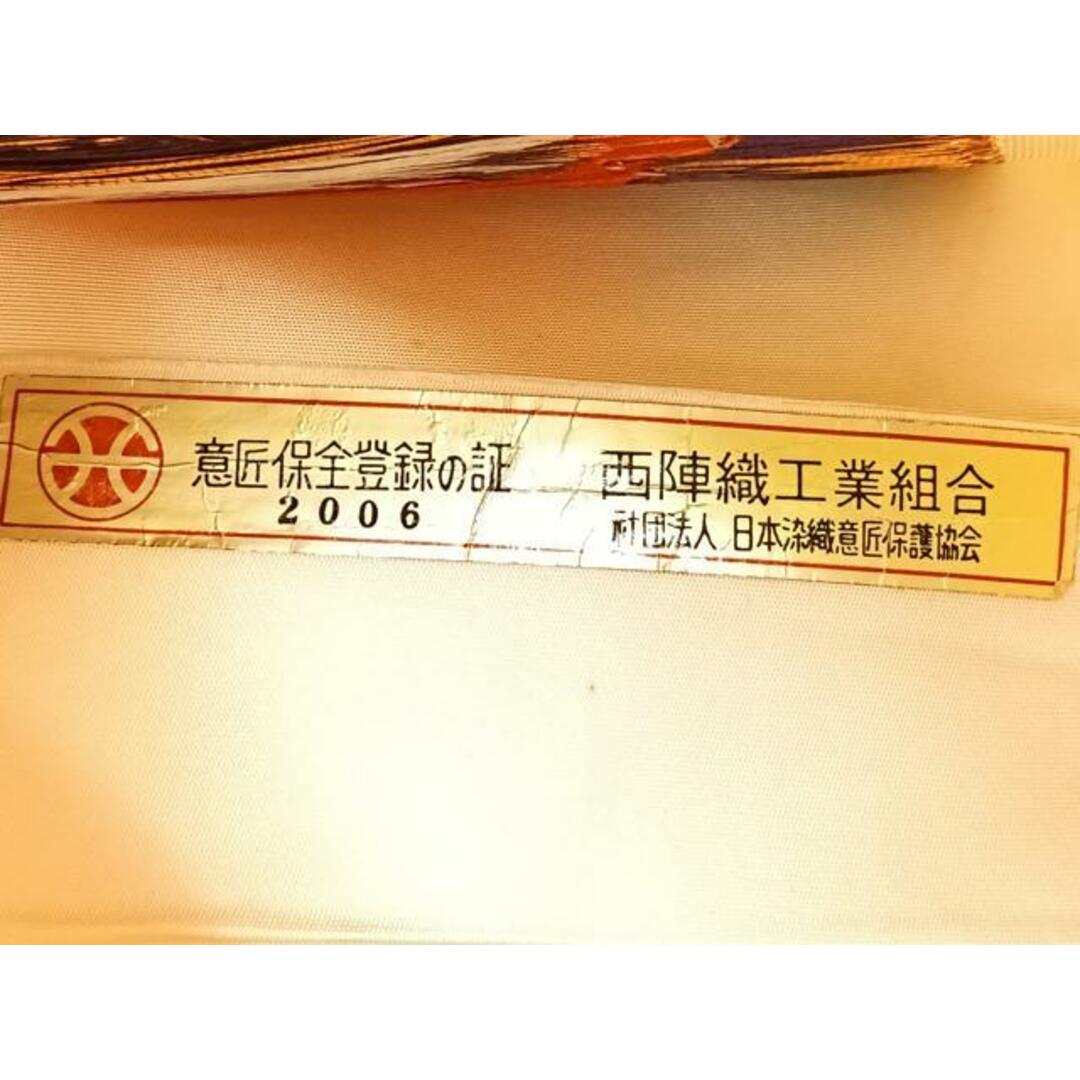 意匠保全登録の証
2006
西陣織工業組合
社団法人 日本染織意匠保護協会